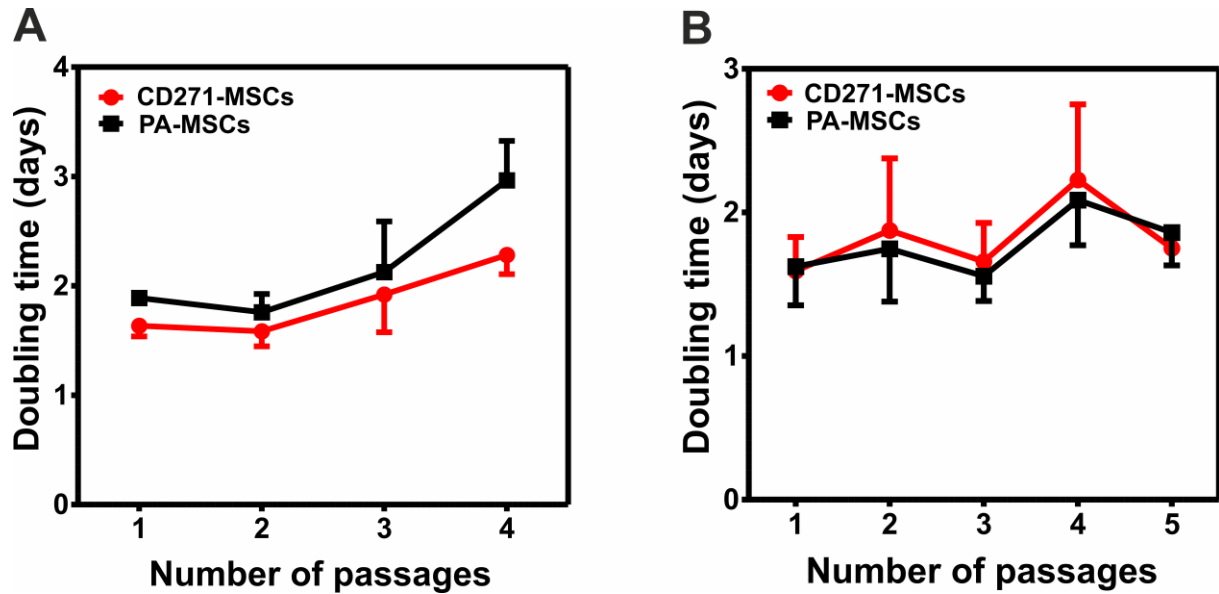 A
Doubling time (days)
4
3
2
1
0
CD271-MSCs
PA-MSCs
1 2 3 4
Number of passages
B
Doubling time (days)
3
2
1
0
CD271-MSCs
PA-MSCs
1 2 3 4 5
Number of passages